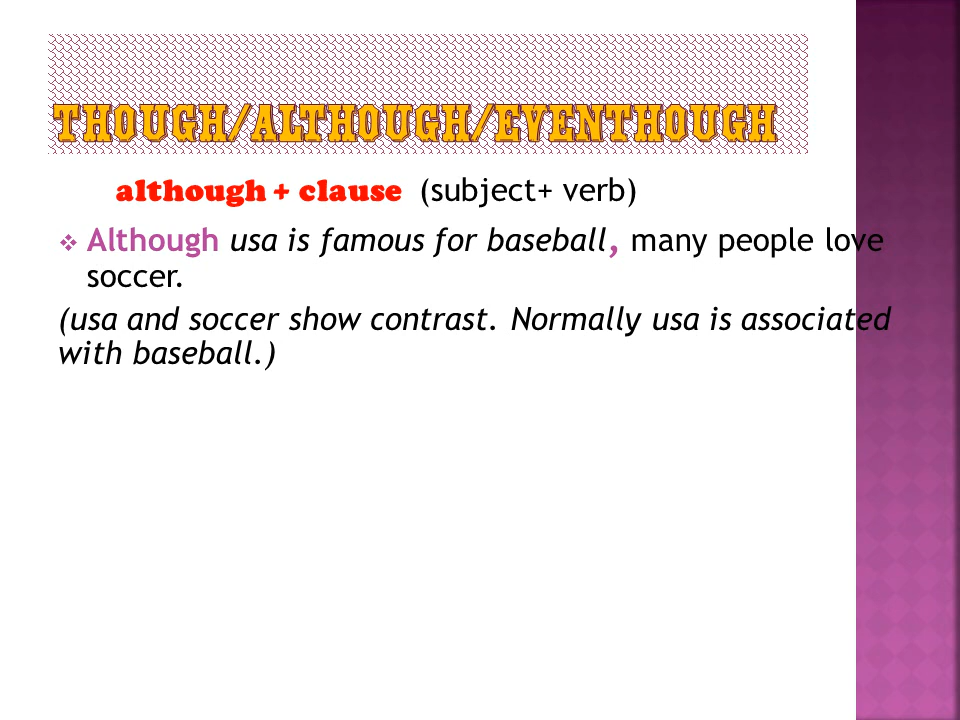 THOUGH/ALTHOUGH/EVENTHOUGH
although + clause (subject+ verb)
❖ Although usa is famous for baseball, many people love
soccer.
(usa and soccer show contrast. Normally usa is associated
with baseball.)